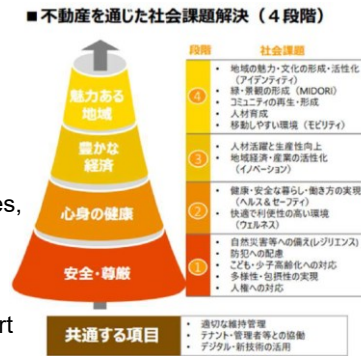 ■不動産を通じた社会課題解決（4段階）
段階 社会課題
魅力ある
地域
4
・ 地域の魅力・文化の形成・活性化
（アイデンティティ）
・ 緑・景観の形成（MIDORI）
・ コミュニティの再生・形成
・ 人材育成
・ 移動しやすい環境（モビリティ）
豊かな
経済
3
・ 人材活躍と生産性向上
・ 地域経済・産業の活性化
（イノベーション）
es,
心身の健康
2
・ 健康・安全な暮らし・働き方の実現
（ヘルス＆セーフティ）
・ 快適で利便性の高い環境
（ウェルネス）
安全・尊厳
1
・ 自然災害等への備え(レジリエンス)
・ 防犯への配慮
・ こども・少子高齢化への対応
・ 多様性・包摂性の実現
・ 人権への対応
rt
共通する項目
・ 適切な維持管理
・ テナント・管理者等との協働
・ デジタル・新技術の活用